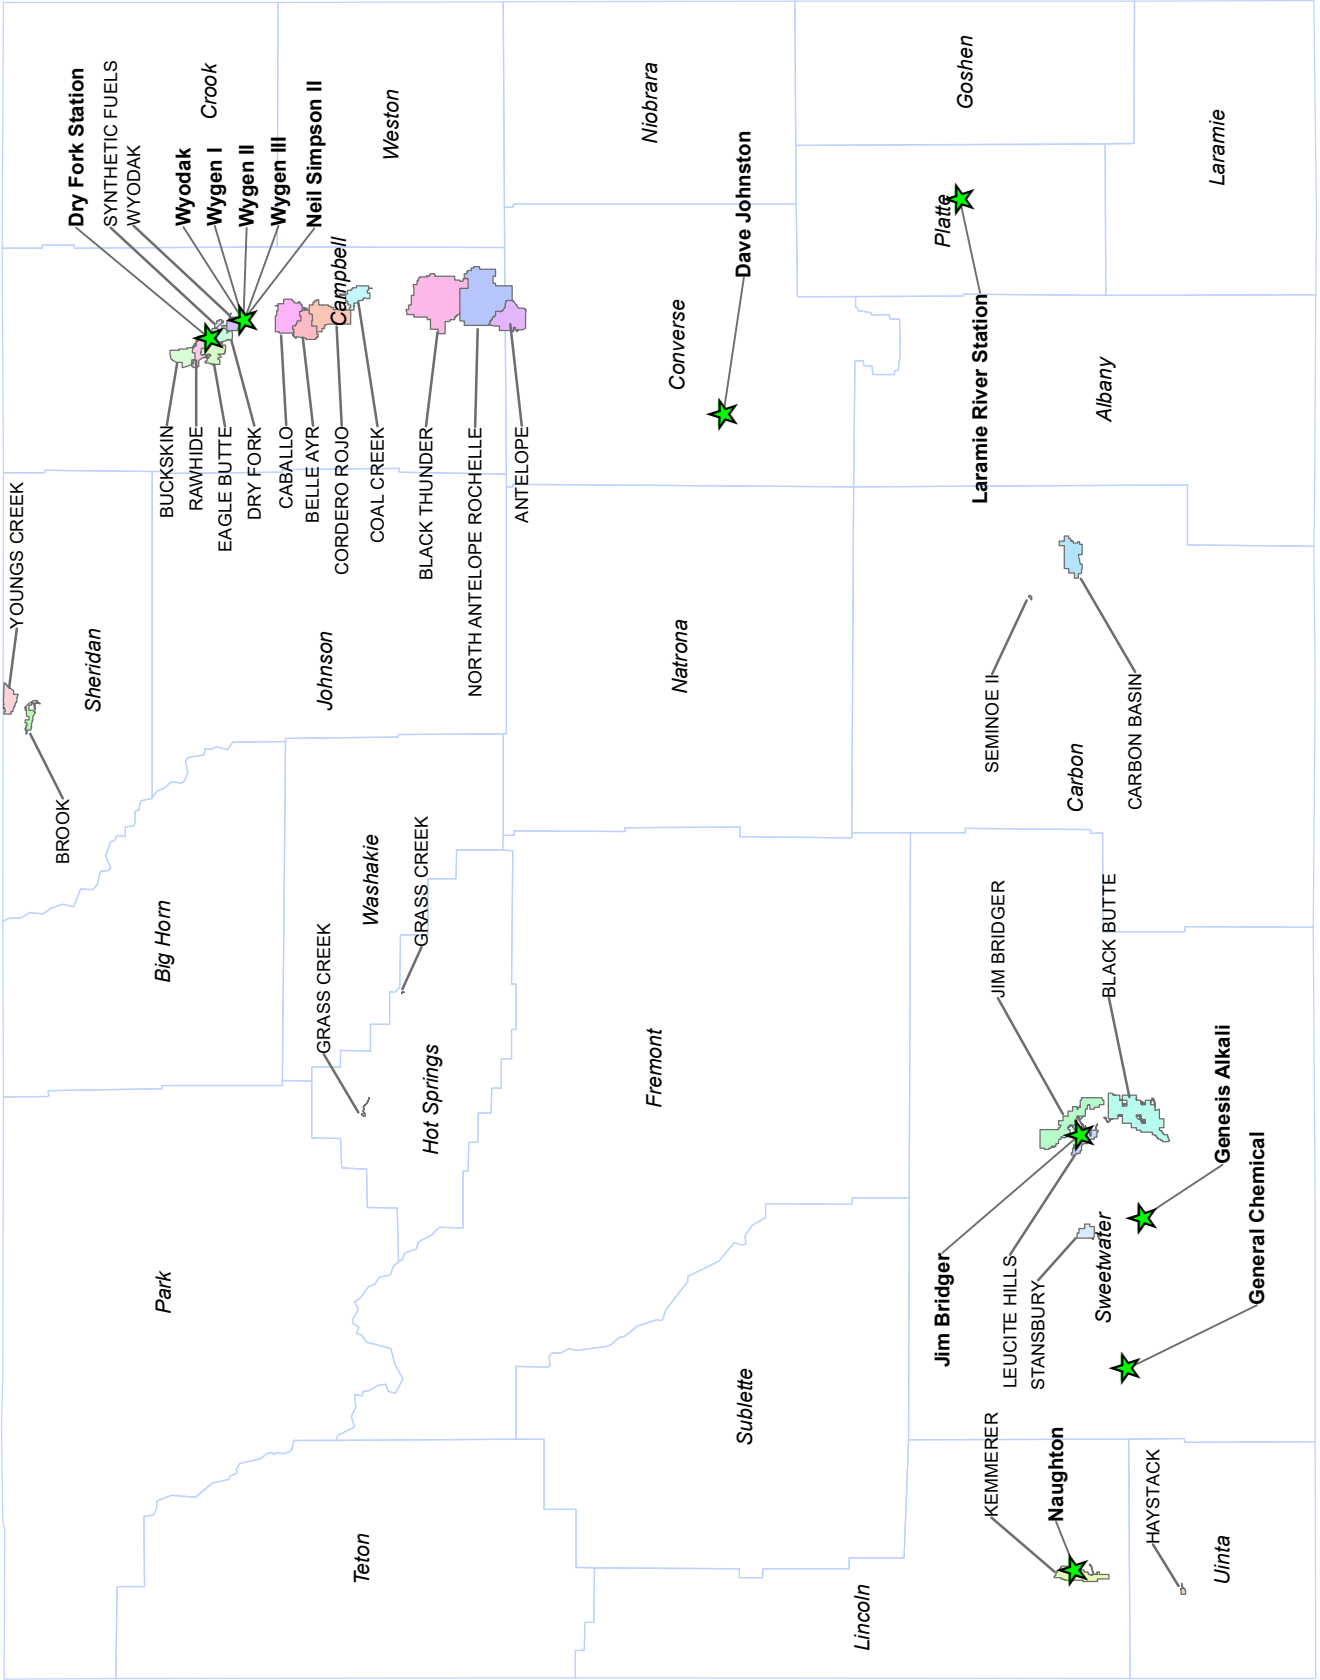 YOUNGS CREEK
BROOK
Sheridan
Big Horn
Park
Teton
Dry Fork Station
SYNTHETIC FUELS
WYODAK
Wyodak
Wygen I
Wygen II
Wygen III
Neil Simpson II
Crook
Weston
Campbell
BUCKSKIN
RAWHIDE
EAGLE BUTTE
DRY FORK
CABALLO
BELLE AYR
CORDERO ROJO
COAL CREEK
BLACK THUNDER
NORTH ANTELOPE ROCHELLE
ANTELOPE
Johnson
Washakie
GRASS CREEK
GRASS CREEK
Hot Springs
Niobrara
Converse
Dave Johnston
Natrona
Fremont
Sublette
Lincoln
Goshen
Platte
Laramie River Station
Laramie
Albany
SEMINOE II
CARBON BASIN
Carbon
JIM BRIDGER
BLACK BUTTE
Jim Bridger
LEUCITE HILLS
STANSBURY
Sweetwater
Genesis Alkali
General Chemical
KEMMERER
Naughton
HAYSTACK
Uinta